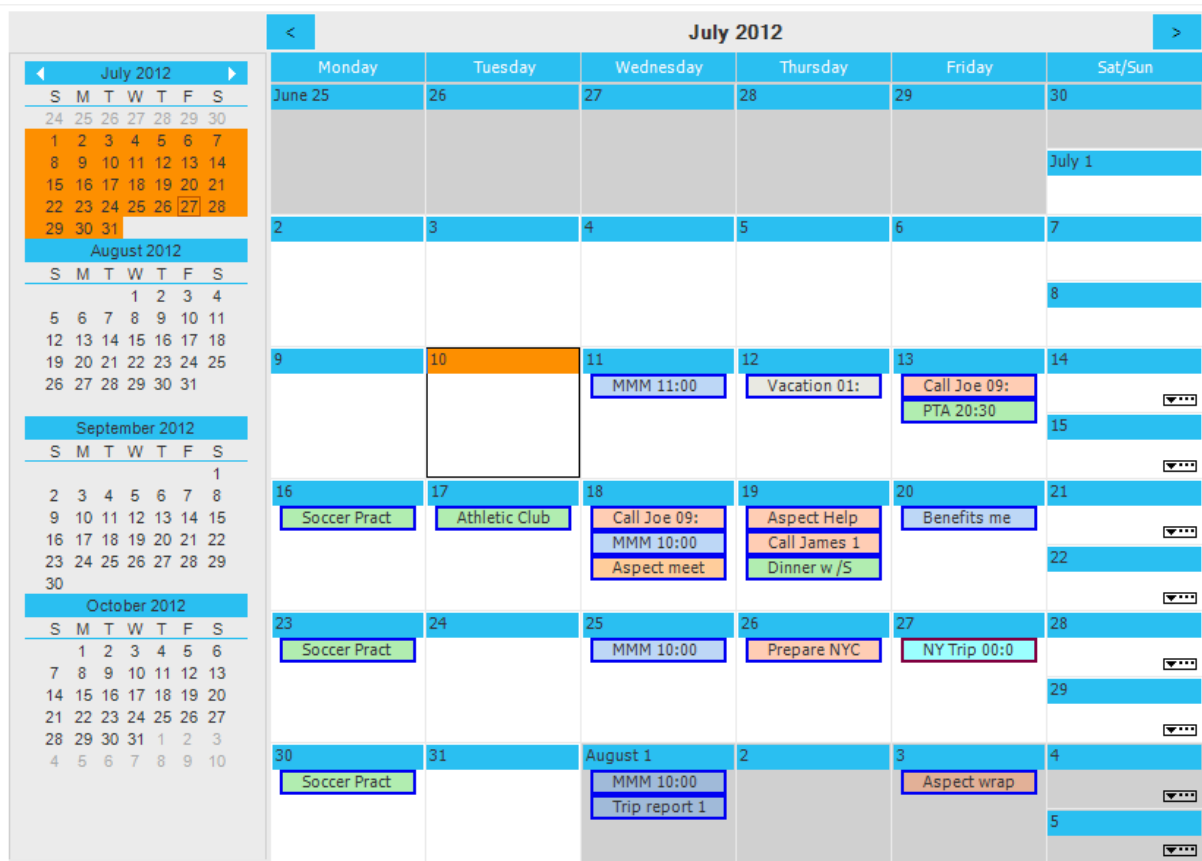 < July 2012 >
July 2012
S M T W T F S
24 25 26 27 28 29 30
1 2 3 4 5 6 7
8 9 10 11 12 13 14
15 16 17 18 19 20 21
22 23 24 25 26 27 28
29 30 31
August 2012
S M T W T F S
1 2 3 4
5 6 7 8 9 10 11
12 13 14 15 16 17 18
19 20 21 22 23 24 25
26 27 28 29 30 31
September 2012
S M T W T F S
1
2 3 4 5 6 7 8
9 10 11 12 13 14 15
16 17 18 19 20 21 22
23 24 25 26 27 28 29
30
October 2012
S M T W T F S
1 2 3 4 5 6
7 8 9 10 11 12 13
14 15 16 17 18 19 20
21 22 23 24 25 26 27
28 29 30 31 1 2 3
4 5 6 7 8 9 10
Monday Tuesday Wednesday Thursday Friday Sat/Sun
June 25 26 27 28 29 30
July 1
2 3 4 5 6 7
8
9 10 11 12 13 14
MMM 11:00 Vacation 01: Call Joe 09:
PTA 20:30
15
16 17 18 19 20 21
Soccer Pract Athletic Club Call Joe 09: Aspect Help Benefits me
MMM 10:00 Call James 1
Aspect meet Dinner w /S
22
23 24 25 26 27 28
Soccer Pract MMM 10:00 Prepare NYC NY Trip 00:0
29
30 31 August 1 2 3 4
Soccer Pract MMM 10:00 Aspect wrap
Trip report 1
5